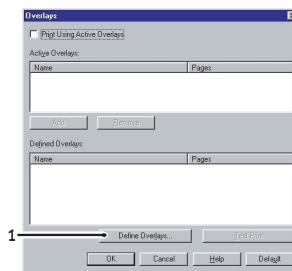 Overlays
Print Using Active Overlays
Active Overlays:
Name Pages
Add Remove
Defined Overlays:
Name Pages
1 Define Overlays... Test Print
OK Cancel Help Default